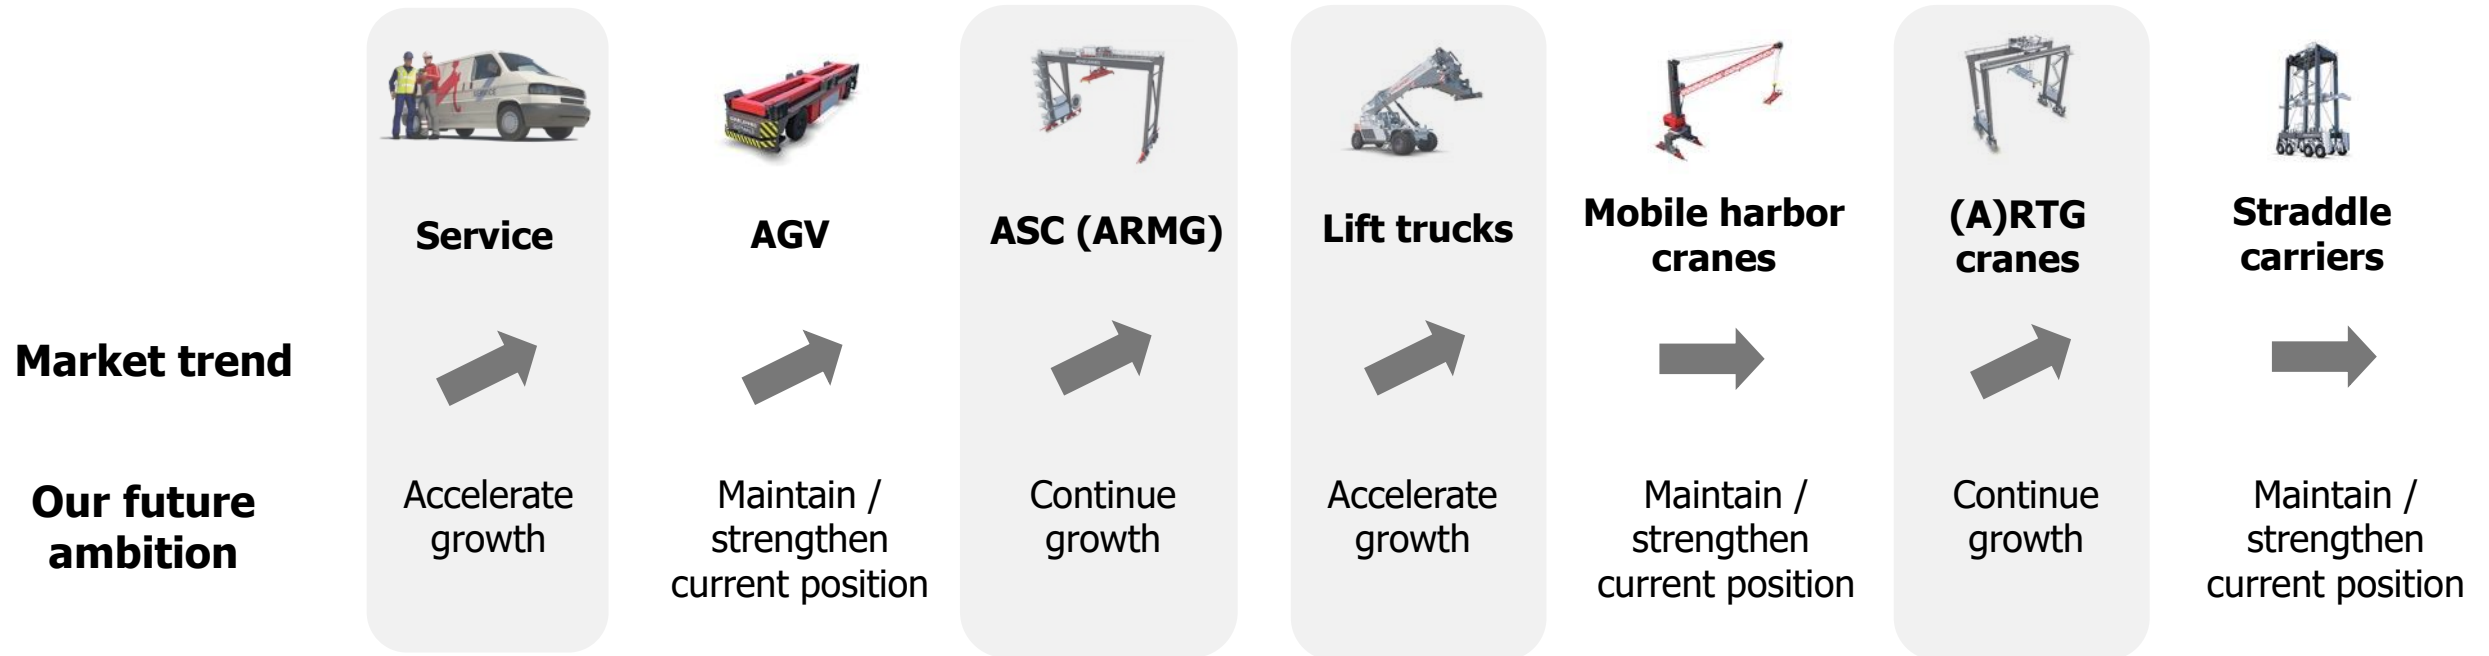 Service
AGV
ASC (ARMG)
Lift trucks
Mobile harbor
cranes
(A)RTG
cranes
Straddle
carriers
Market trend
Our future
ambition
Accelerate
growth
Maintain /
strengthen
current position
Continue
growth
Accelerate
growth
Maintain /
strengthen
current position
Continue
growth
Maintain /
strengthen
current position